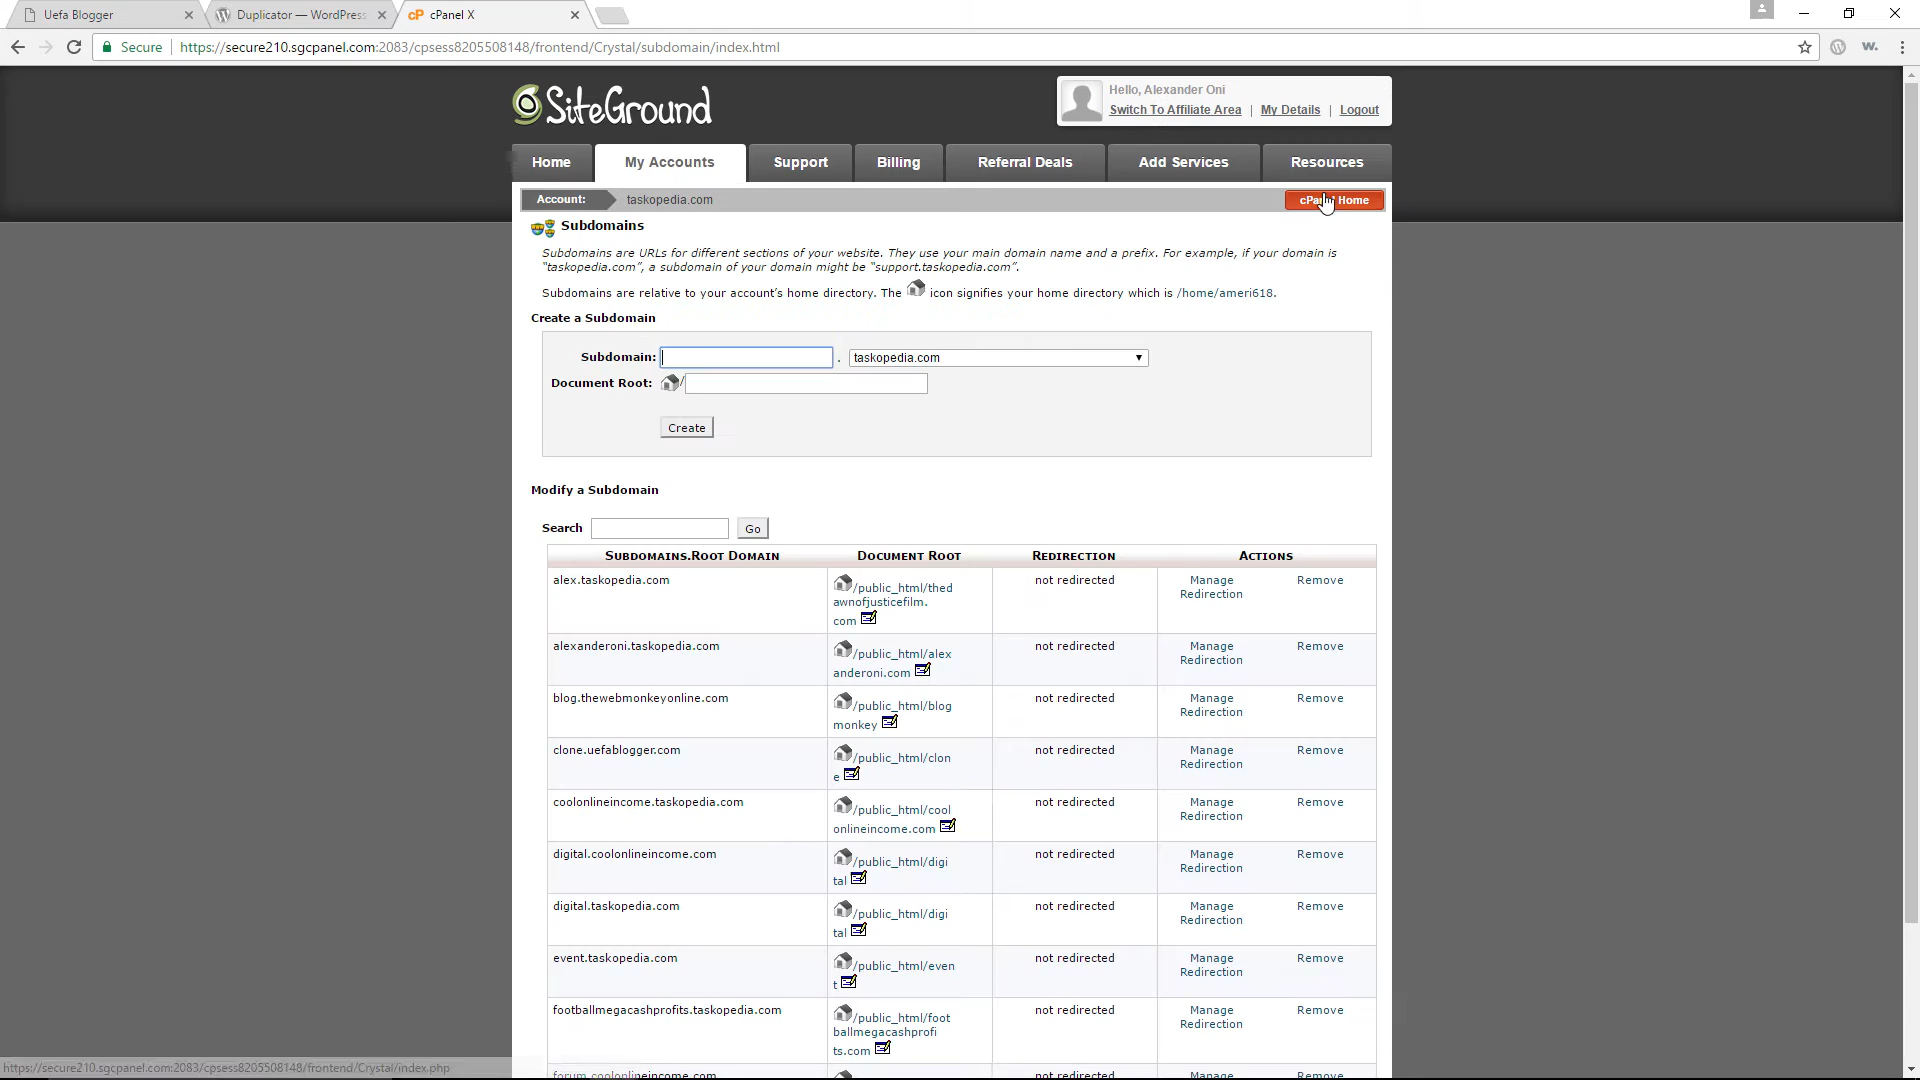 Uefa Blogger
Duplicator — WordPress
cPanel X
Secure
https://secure210.sgcpanel.com:2083/cpsess8205508148/frontend/Crystal/subdomain/index.html
SiteGround
Hello, Alexander Oni
Switch To Affiliate Area | My Details | Logout
Home My Accounts Support Billing Referral Deals Add Services Resources
Account: taskopedia.com
Home
Subdomains
Subdomains are URLs for different sections of your website. They use your main domain name and a prefix. For example, if your domain is
“taskopedia.com”, a subdomain of your domain might be “support.taskopedia.com”.
Subdomains are relative to your account’s home directory. The icon signifies your home directory which is /home/ameri618.
Create a Subdomain
Subdomain: . taskopedia.com
Document Root: /
Create
Modify a Subdomain
Search Go
SUBDOMAINS.ROOT DOMAIN DOCUMENT ROOT REDIRECTION ACTIONS
alex.taskopedia.com
/public_html/thed
awnofjusticefilm.
com
not redirected
Manage
Redirection
Remove
alexanderoni.taskopedia.com
/public_html/alex
anderoni.com
not redirected
Manage
Redirection
Remove
blog.thewebmonkeyonline.com
/public_html/blog
monkey
not redirected
Manage
Redirection
Remove
clone.uefablogger.com
/public_html/clon
e
not redirected
Manage
Redirection
Remove
coolonlineincome.taskopedia.com
/public_html/cool
onlineincome.com
not redirected
Manage
Redirection
Remove
digital.coolonlineincome.com
/public_html/digi
tal
not redirected
Manage
Redirection
Remove
digital.taskopedia.com
/public_html/digi
tal
not redirected
Manage
Redirection
Remove
event.taskopedia.com
/public_html/even
t
not redirected
Manage
Redirection
Remove
footballmegacashprofits.taskopedia.com
/public_html/foot
ballmegacashprofi
ts.com
not redirected
Manage
Redirection
Remove
forum.coolonlineincome.com
not redirected
Manage
Remove
https://secure210.sgcpanel.com:2083/cpsess8205508148/frontend/Crystal/index.php